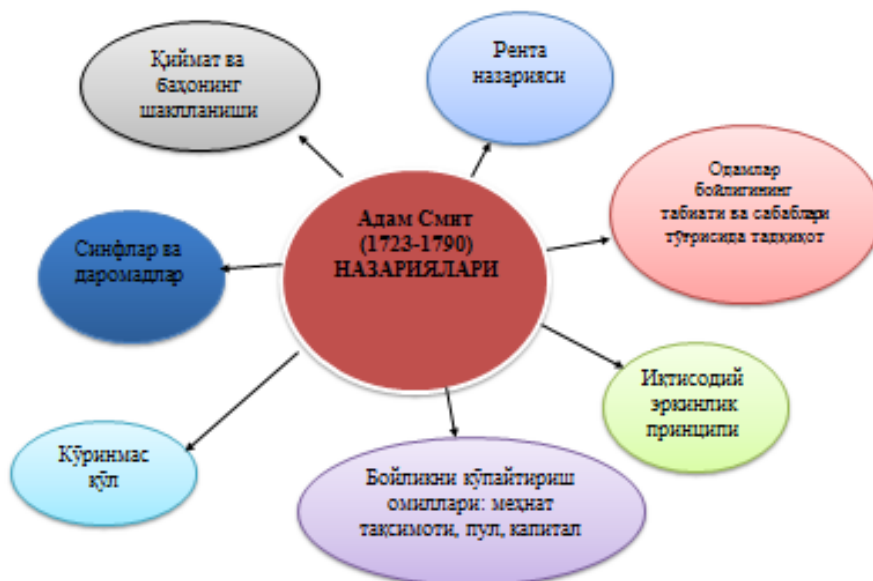 Қиймат ва
баҳонинг
шаклланиши
Рента
назарияси
Одамлар
бойлигининг
табиати ва сабаблари
тўғрисида тадқиқот
Адам Смит
(1723-1790)
НАЗАРИЯЛАРИ
Синфлар ва
даромадлар
Иқтисодий
эркинлик
принципи
Кўринмас
қўл
Бойликни кўпайтириш
омиллари: меҳнат
тақсимоти, пул, капитал